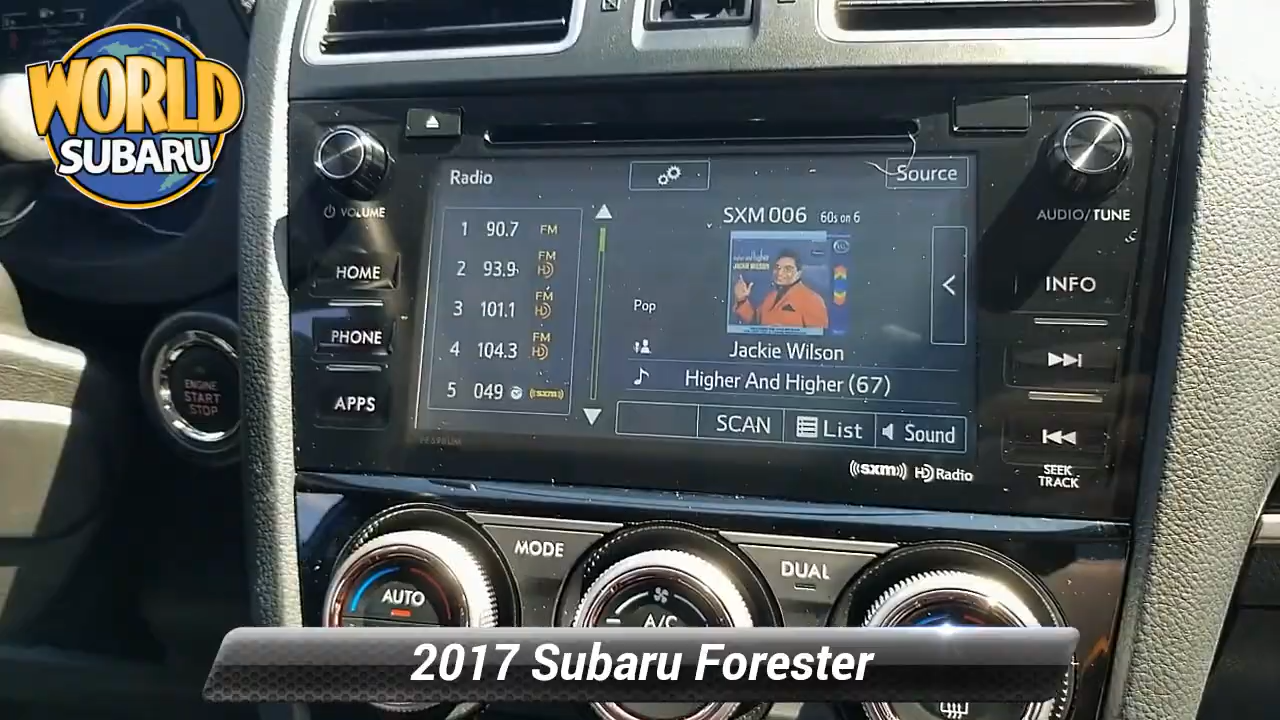 WORLD
SUBARU
VOLUME
HOME
PHONE
APPS
ENGINE
START
STOP
Radio
Source
1 90.7 FM
2 93.9 FM HD
3 101.1 FM HD
4 104.3 FM HD
5 049 ((sxm))
SXM006 60s on 6
JACKIE WILSON
Pop
Jackie Wilson
Higher And Higher (67)
SCAN List Sound
((sxm)) HD Radio
AUDIO/TUNE
INFO
SEEK
TRACK
MODE
DUAL
AUTO
A/C
2017 Subaru Forester